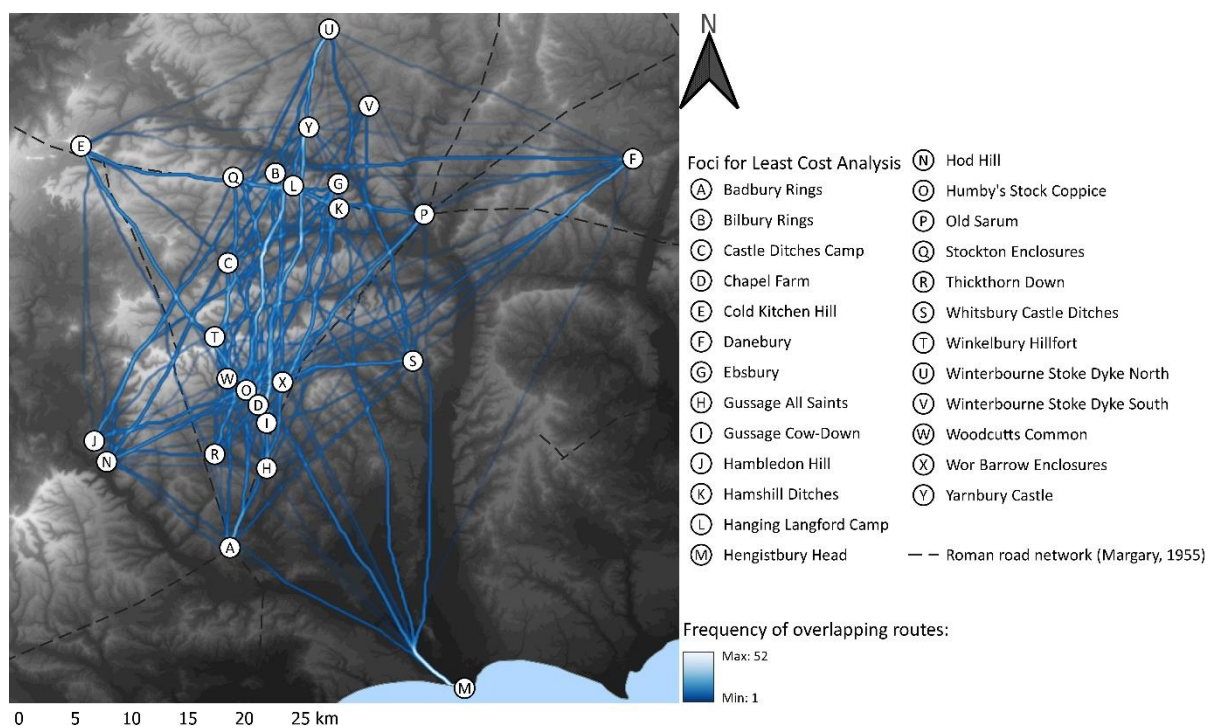 N
U
V
Y
E
F
B
Q
L
G
K
P
C
T
S
W
X
O
D
I
J
N
R
H
A
M
0 5 10 15 20 25 km
Foci for Least Cost Analysis
A Badbury Rings
B Bilbury Rings
C Castle Ditches Camp
D Chapel Farm
E Cold Kitchen Hill
F Danebury
G Ebsbury
H Gussage All Saints
I Gussage Cow-Down
J Hambledon Hill
K Hamshill Ditches
L Hanging Langford Camp
M Hengistbury Head
N Hod Hill
O Humby's Stock Coppice
P Old Sarum
Q Stockton Enclosures
R Thickthorn Down
S Whitsbury Castle Ditches
T Winkelbury Hillfort
U Winterbourne Stoke Dyke North
V Winterbourne Stoke Dyke South
W Woodcutts Common
X Wor Barrow Enclosures
Y Yarnbury Castle
Roman road network (Margary, 1955)
Frequency of overlapping routes:
Max: 52
Min: 1